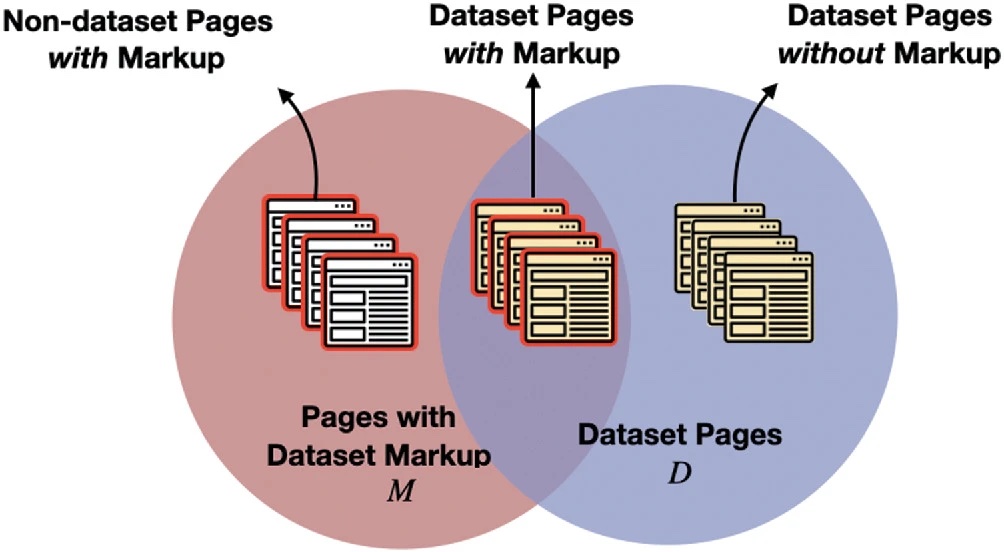 Non-dataset Pages
with Markup
Dataset Pages
with Markup
Dataset Pages
without Markup
Pages with
Dataset Markup
M
Dataset Pages
D